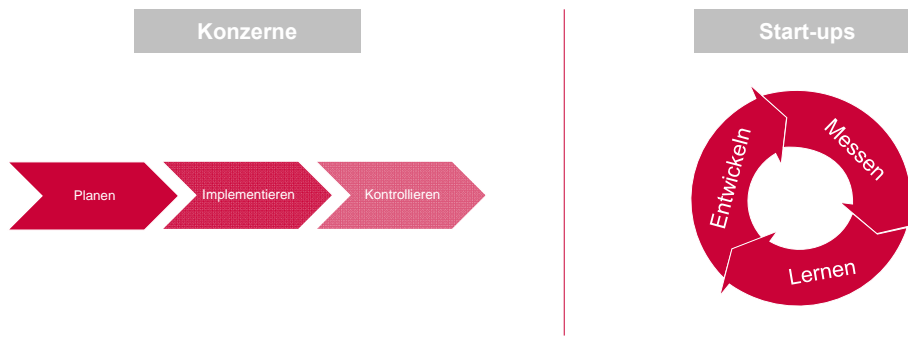 Konzerne
Planen
Implementieren
Kontrollieren
Start-ups
Entwickeln
Messen
Lernen